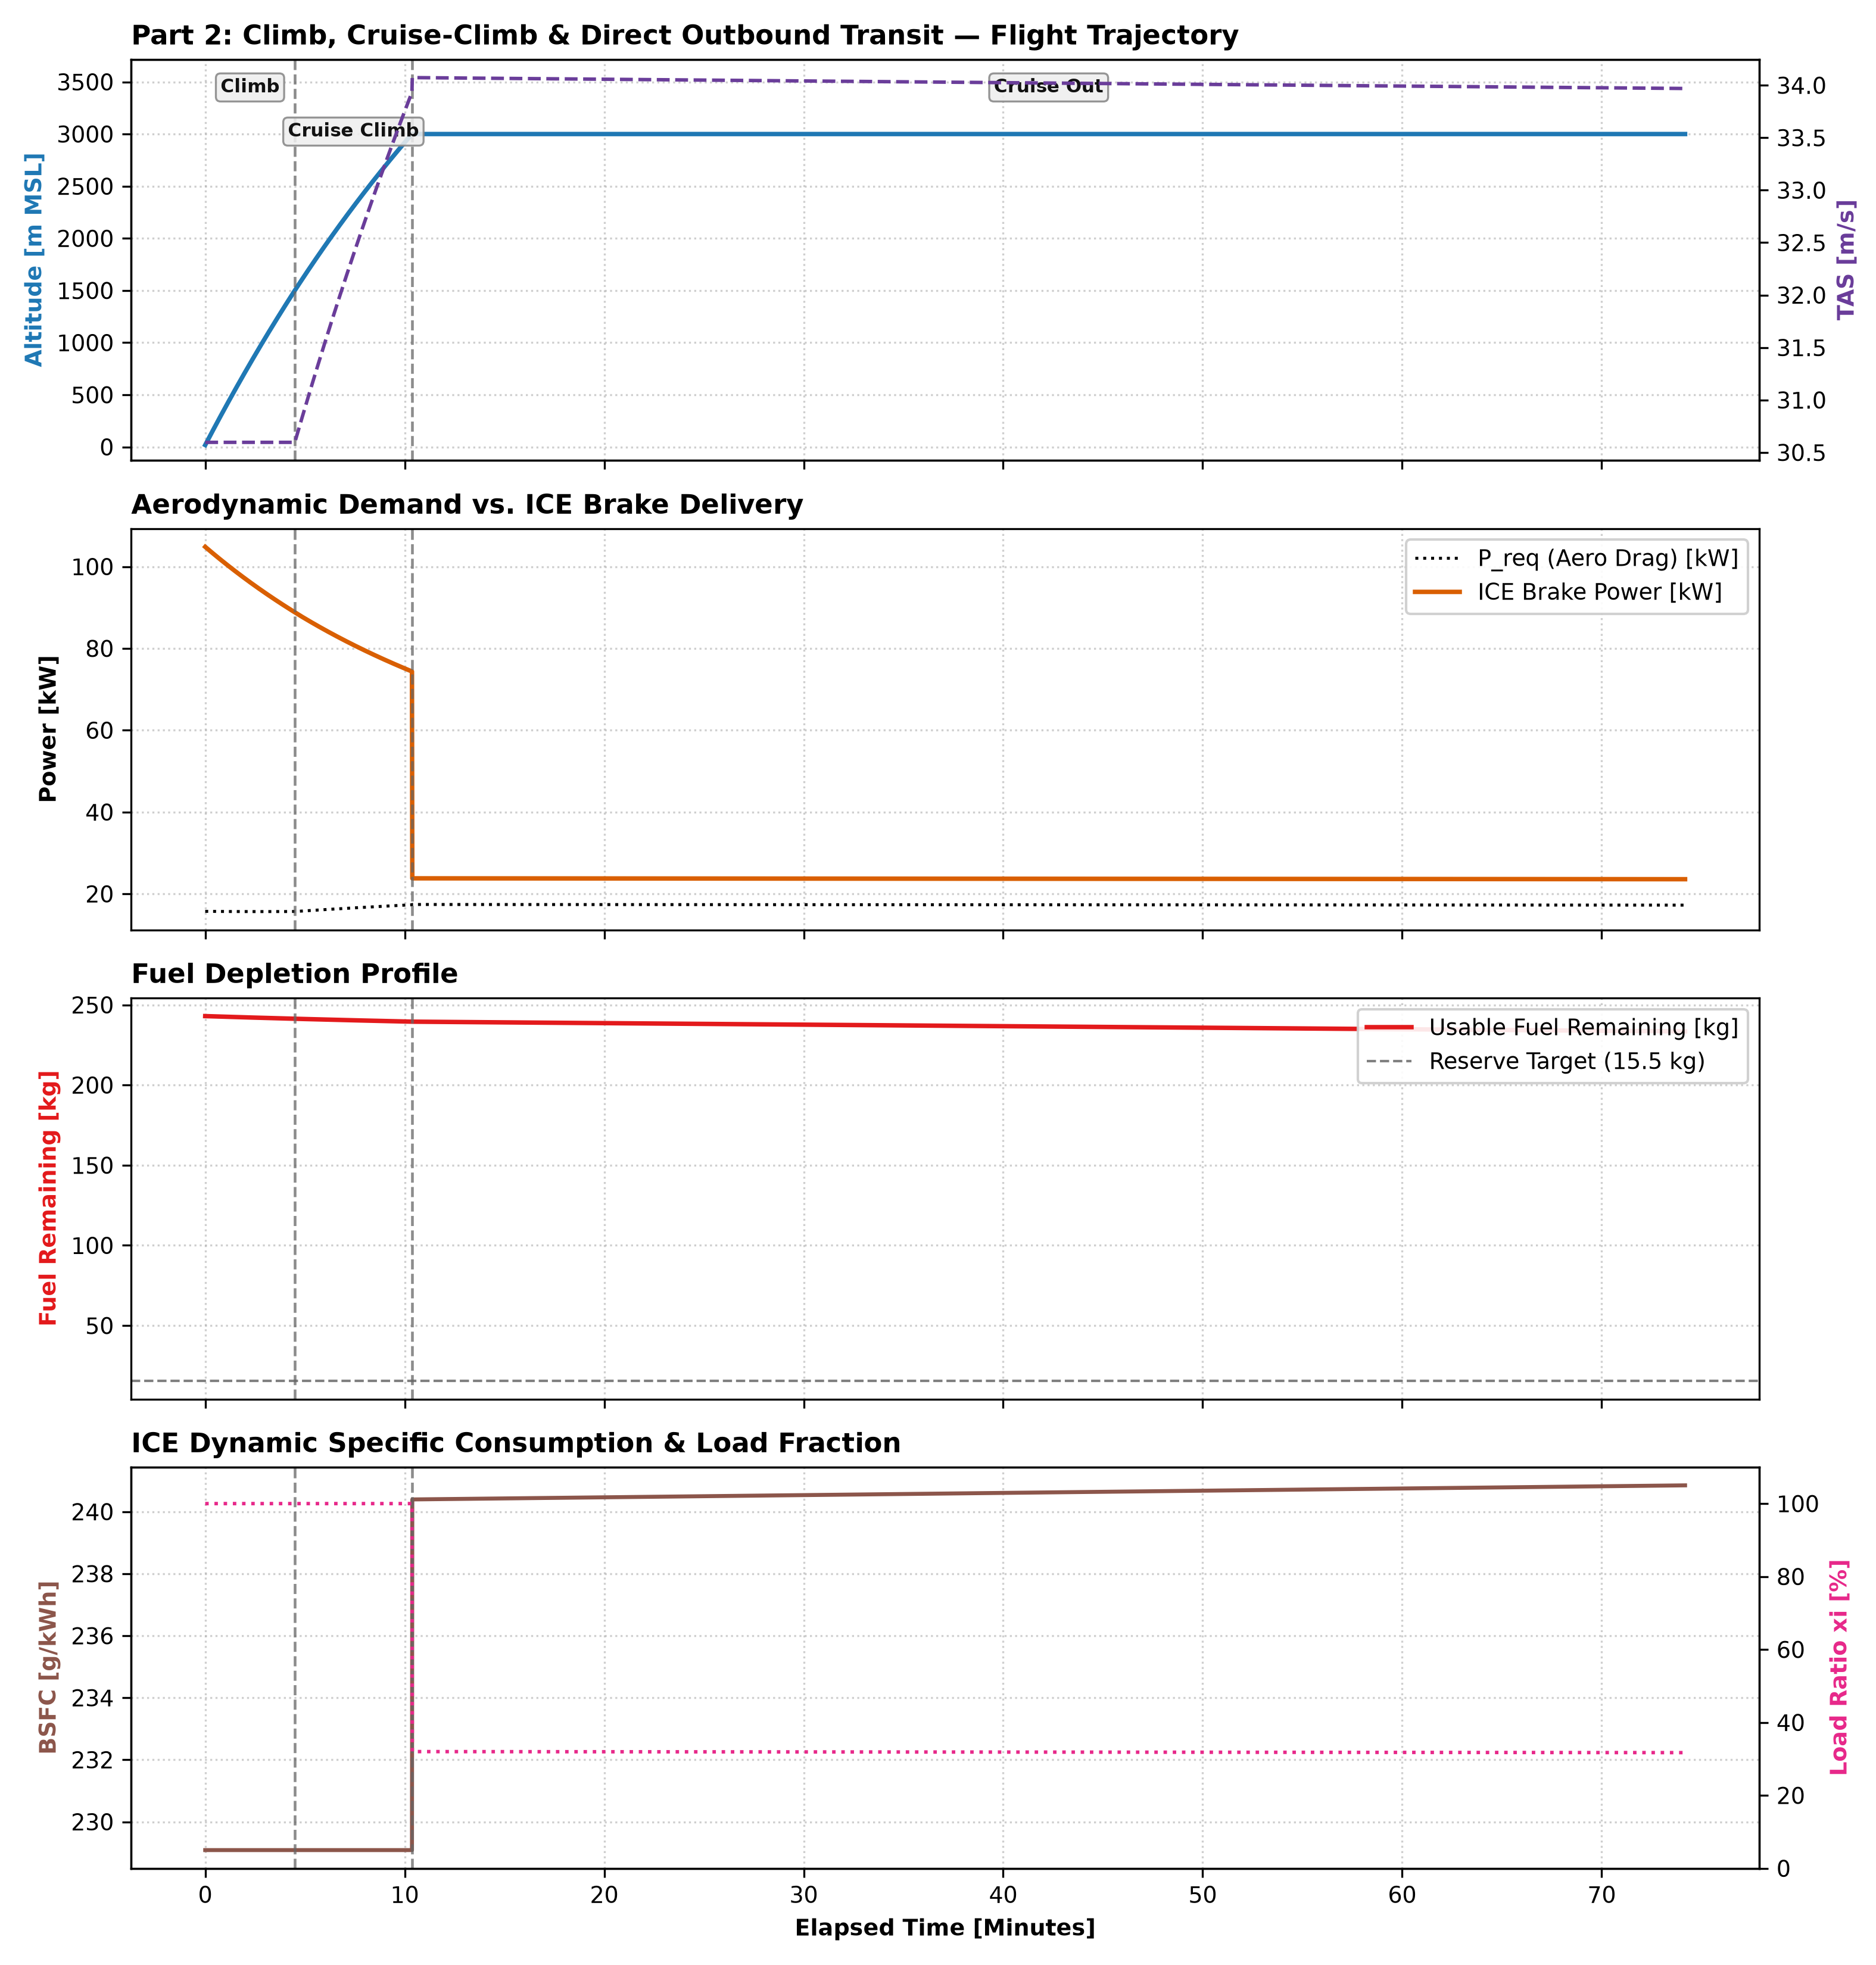 Part 2: Climb, Cruise-Climb & Direct Outbound Transit — Flight Trajectory
Altitude [m MSL]
3500
3000
2500
2000
1500
1000
500
0
Climb
Cruise Climb
Cruise Out
34.0
33.5
33.0
32.5
32.0
31.5
31.0
30.5
TAS [m/s]
Aerodynamic Demand vs. ICE Brake Delivery
Power [kW]
100
80
60
40
20
P_req (Aero Drag) [kW]
ICE Brake Power [kW]
Fuel Depletion Profile
Fuel Remaining [kg]
250
200
150
100
50
Usable Fuel Remaining [kg]
Reserve Target (15.5 kg)
ICE Dynamic Specific Consumption & Load Fraction
BSFC [g/kWh]
240
238
236
234
232
230
100
80
60
40
20
0
Load Ratio xi [%]
0 10 20 30 40 50 60 70
Elapsed Time [Minutes]